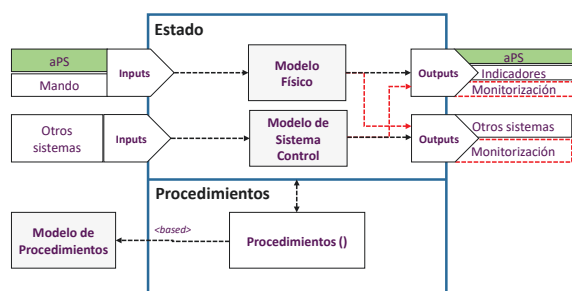 Estado
aPS
Mando
Inputs
Modelo
Físico
Outputs
aPS
Indicadores
Monitorización
Otros
sistemas
Inputs
Modelo de
Sistema
Control
Outputs
Otros sistemas
Monitorización
Procedimientos
Modelo de
Procedimientos
<based>
Procedimientos ()